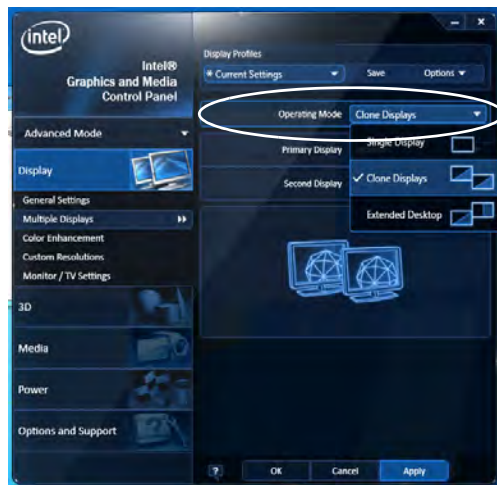 intel
Intel®
Graphics and Media
Control Panel
Advanced Mode
Display
General Settings
Multiple Displays
Color Enhancement
Custom Resolutions
Monitor / TV Settings
3D
Media
Power
Options and Support
Display Profiles
* Current Settings
Save
Options
Operating Mode
Clone Displays
Primary Display
Second Display
Single Display
✓ Clone Displays
Extended Desktop
?
OK
Cancel
Apply